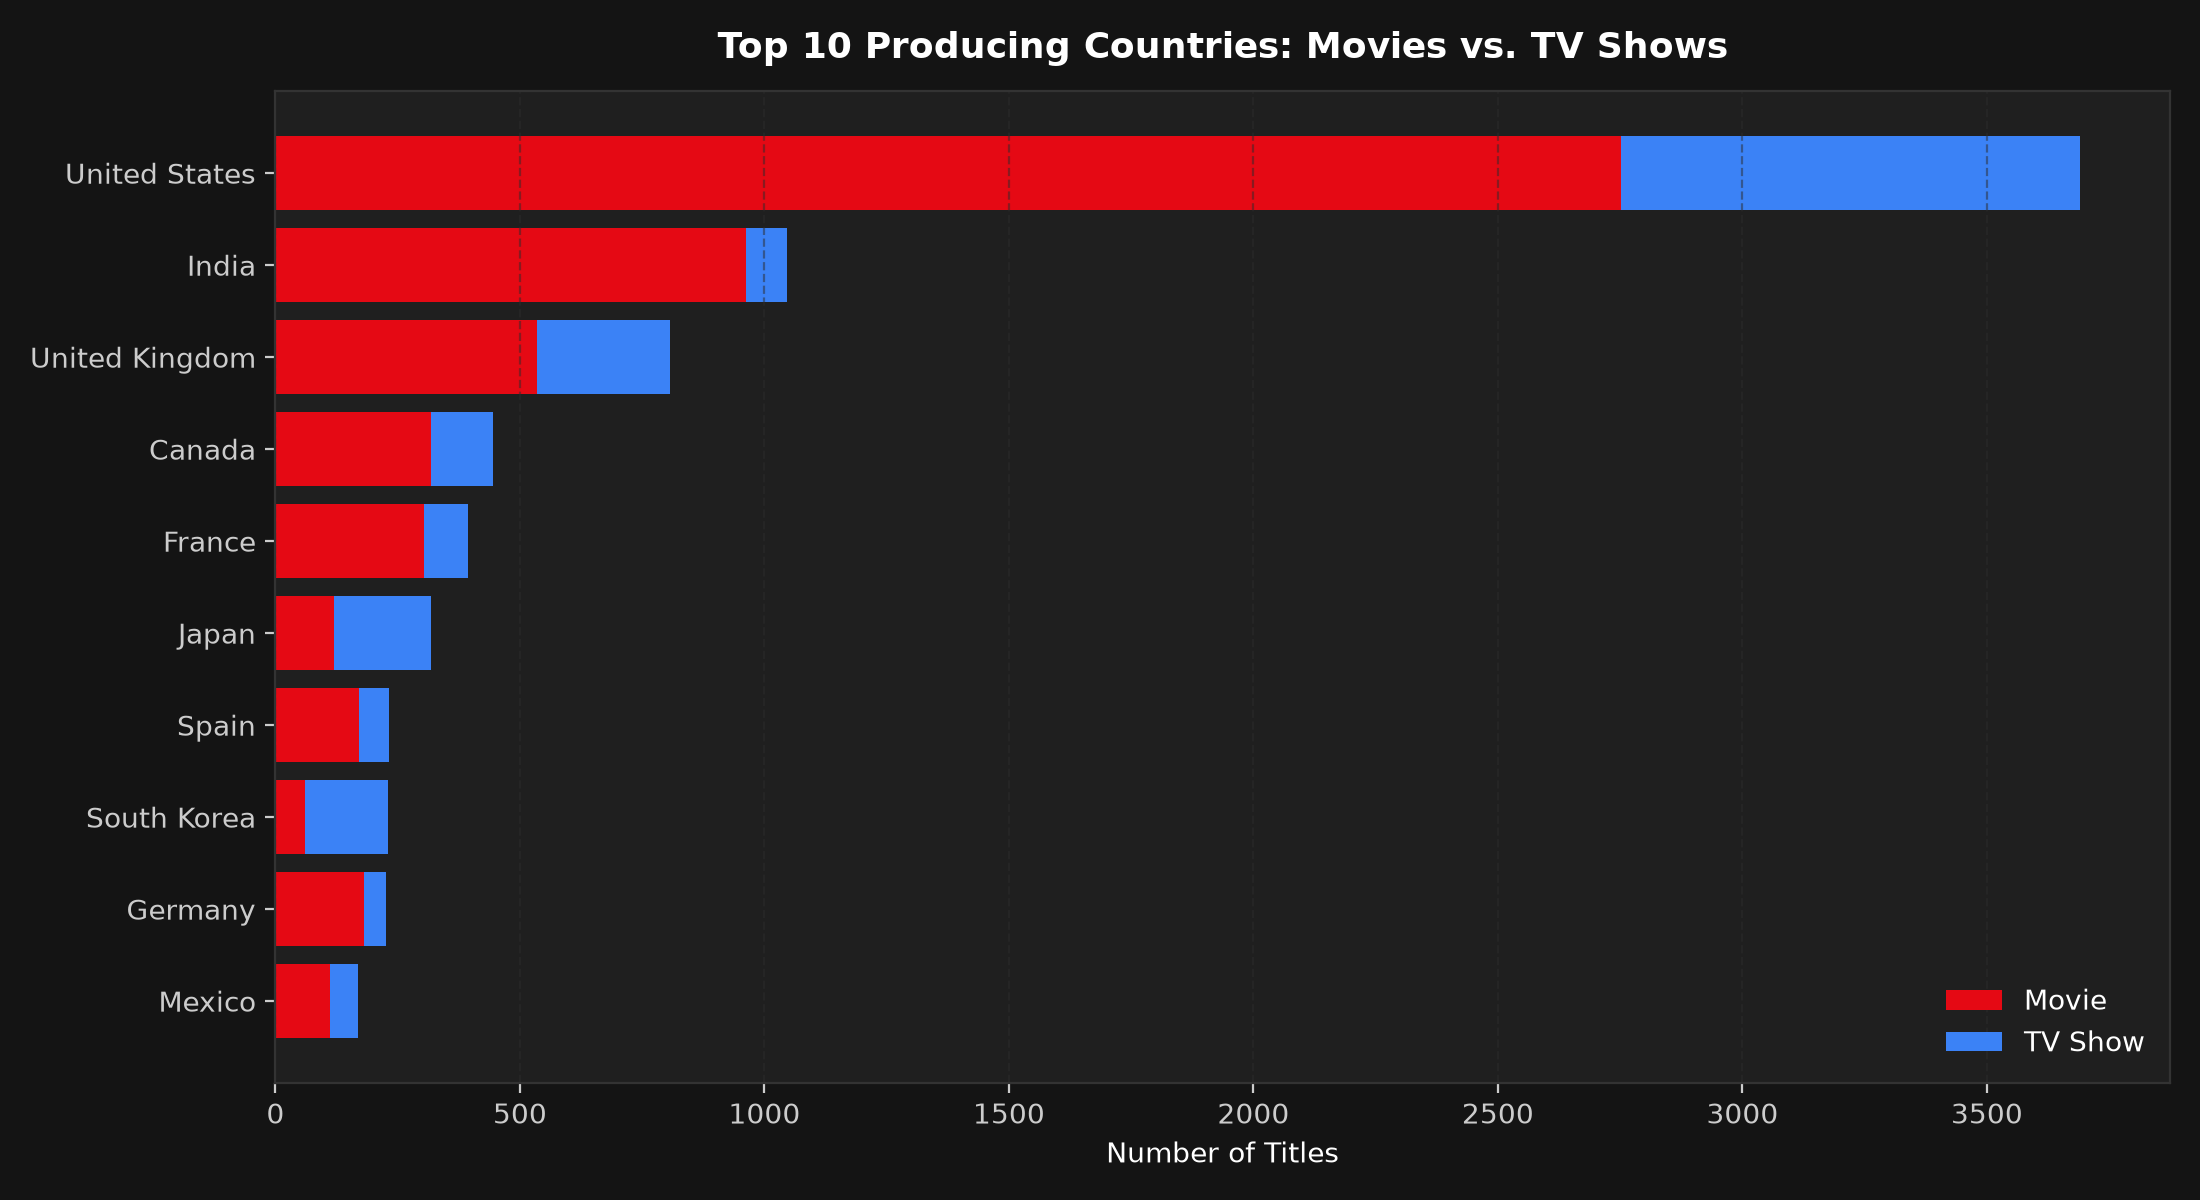 Top 10 Producing Countries: Movies vs. TV Shows
United States
India
United Kingdom
Canada
France
Japan
Spain
South Korea
Germany
Mexico
Movie
TV Show
0 500 1000 1500 2000 2500 3000 3500
Number of Titles